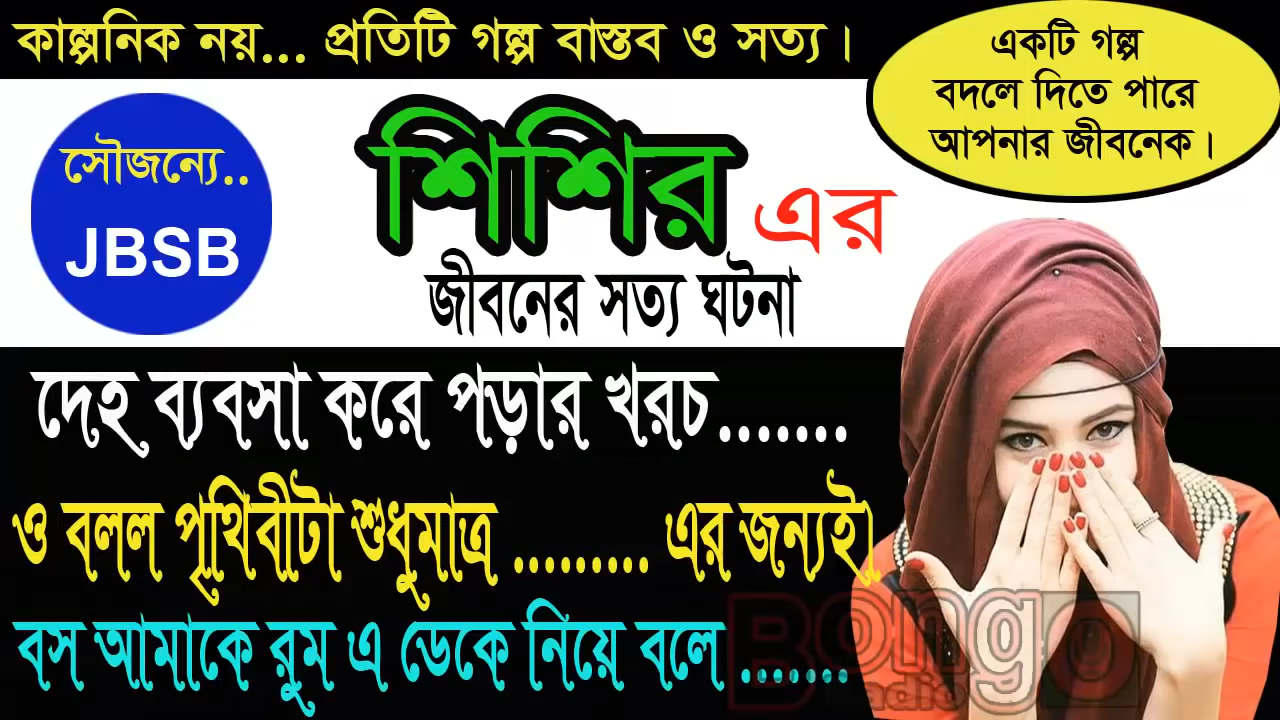 কাল্পনিক নয়... প্রতিটি গল্প বাস্তব ও সত্য।
একটি গল্প
বদলে দিতে পারে
আপনার জীবনেক।
সৌজন্যে..
JBSB
শিশির এর
জীবনের সত্য ঘটনা
দেহ ব্যবসা করে পড়ার খরচ.......
ও বলল পৃথিবীটা শুধুমাত্র ......... এর জন্যই।
বস আমাকে রুম এ ডেকে নিয়ে বলে .......
Bongo
Radio